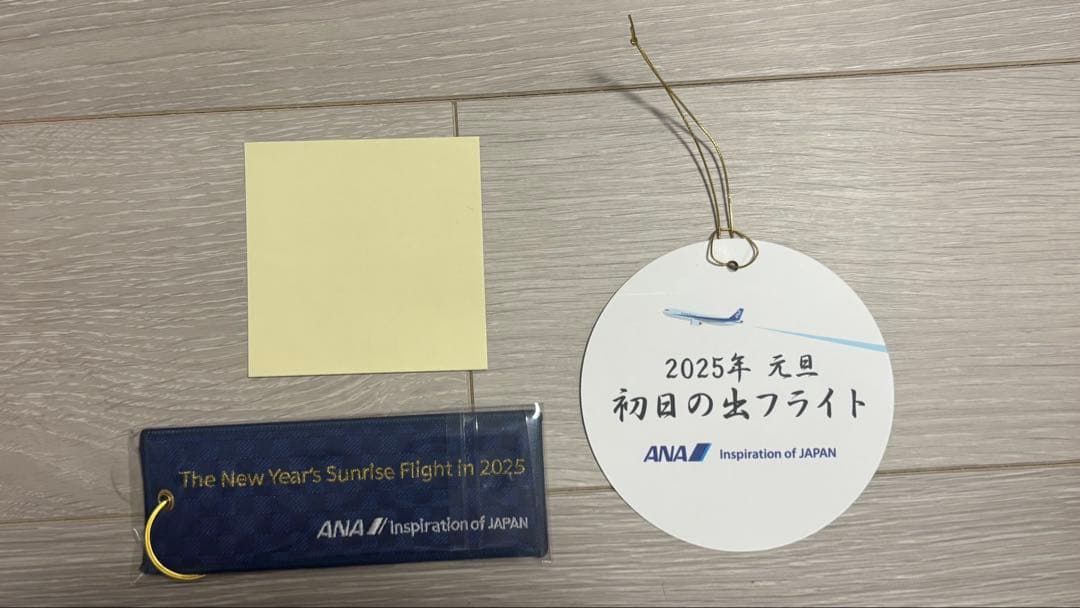 The New Year's Sunrise Flight in 2025
ANA Inspiration of JAPAN
2025年 元旦
初日の出フライト
ANA Inspiration of JAPAN